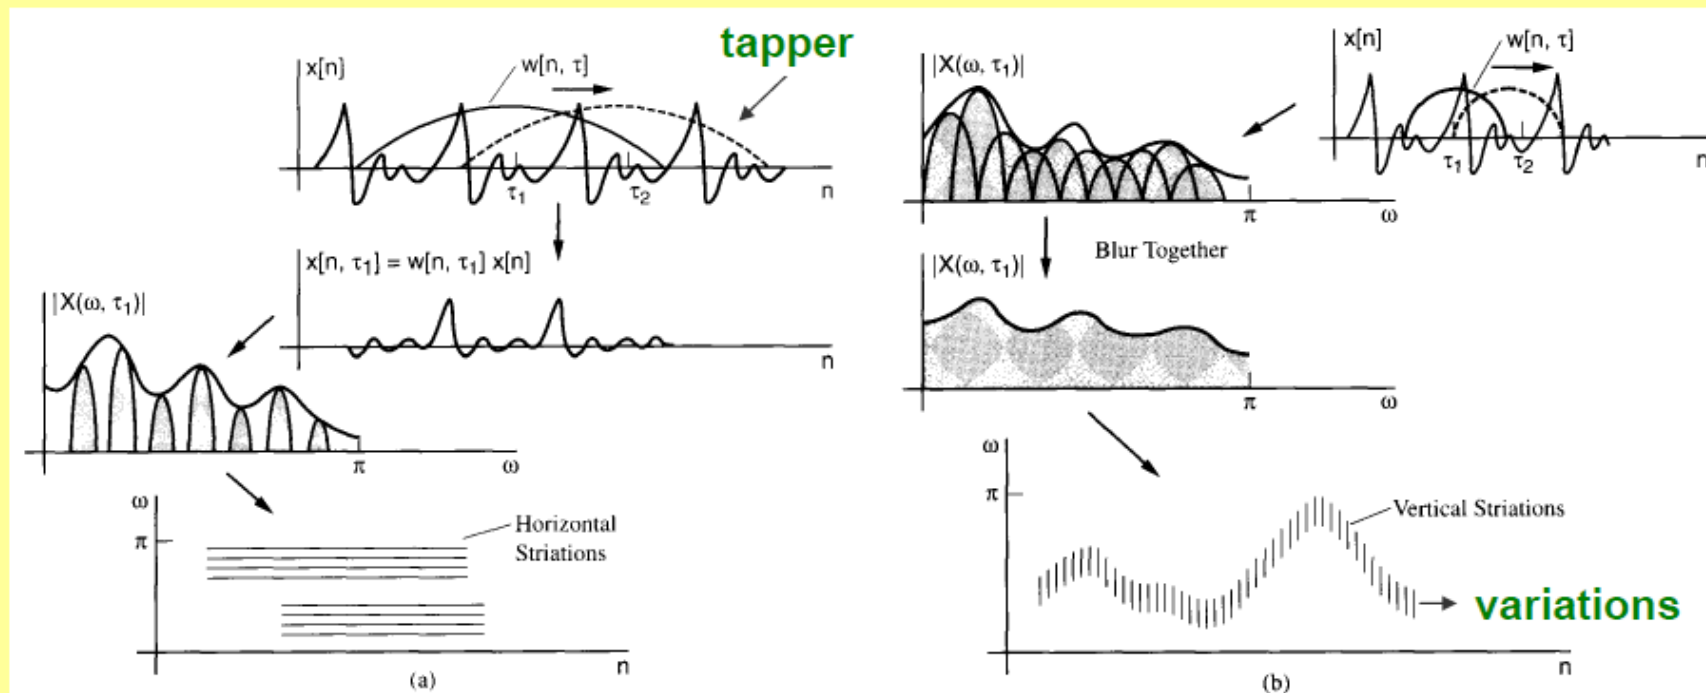 x[n]
w[n, τ]
tapper
τ₁
τ₂
n
x[n, τ₁] = w[n, τ₁] x[n]
n
|X(ω, τ₁)|
π
ω
ω
π
Horizontal
Striations
n
(a)
|X(ω, τ₁)|
x[n]
w[n, τ]
τ₁
τ₂
n
π
ω
Blur Together
|X(ω, τ₁)|
π
ω
ω
π
Vertical Striations
variations
n
(b)